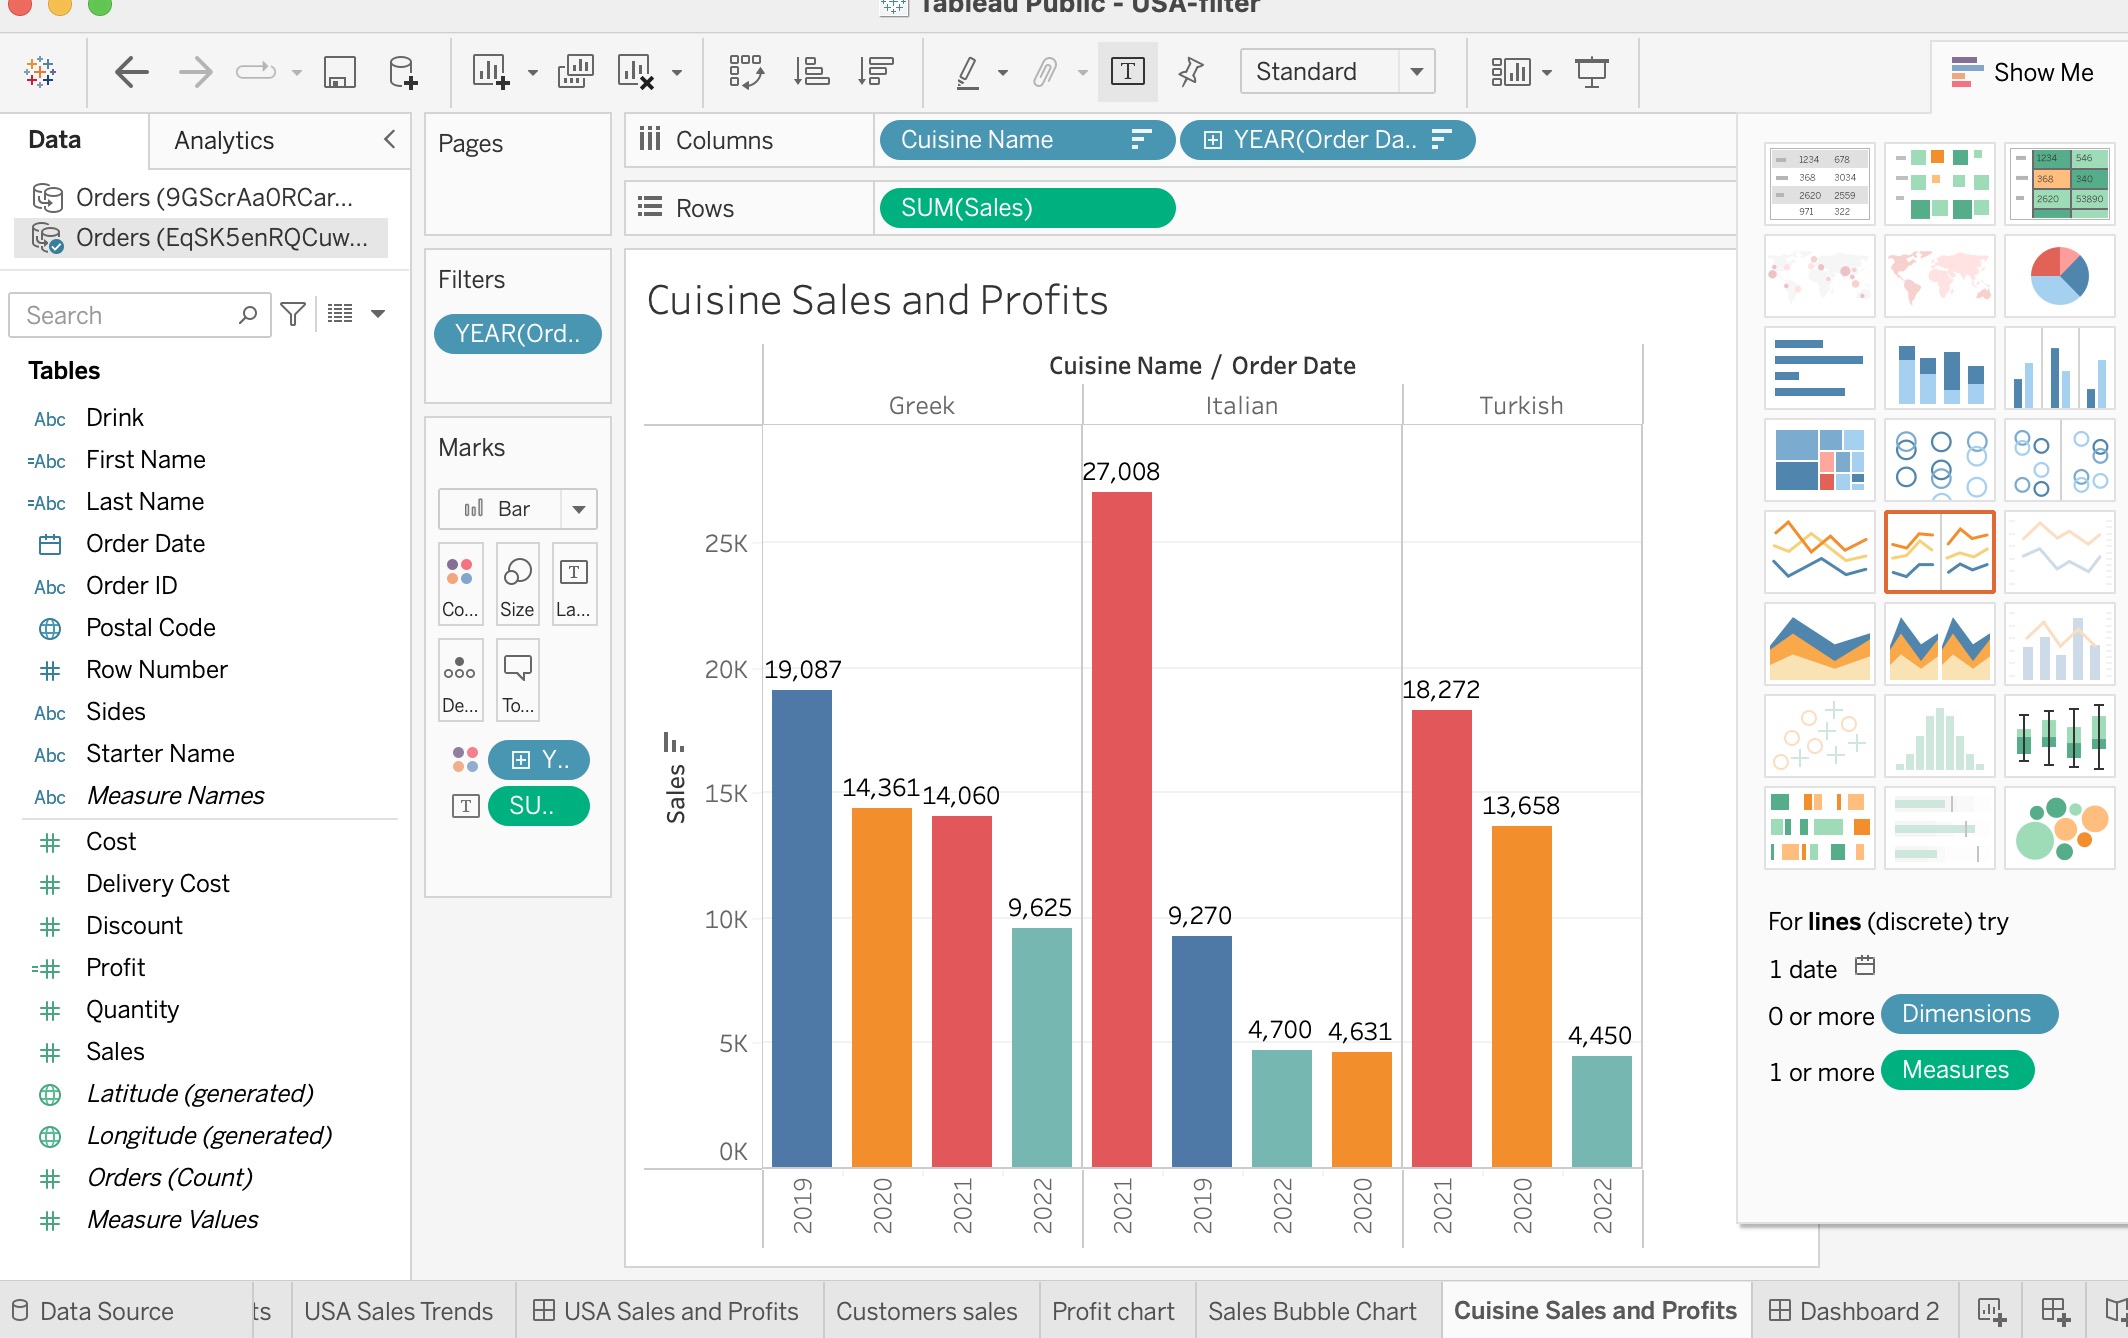 Tableau Public - USA-filter
Standard
Show Me
Data
Analytics
Orders (9GScrAa0RCar...
Orders (EqSK5enRQCuw...
Search
Tables
Abc Drink
=Abc First Name
=Abc Last Name
Order Date
Abc Order ID
Postal Code
Row Number
Abc Sides
Abc Starter Name
Abc Measure Names
Cost
Delivery Cost
Discount
Profit
Quantity
Sales
Latitude (generated)
Longitude (generated)
Orders (Count)
Measure Values
Pages
Filters
YEAR(Ord..
Marks
Bar
Co...
Size
La...
De...
To...
Y..
SU..
Columns
Cuisine Name
YEAR(Order Da..
Rows
SUM(Sales)
Cuisine Sales and Profits
Cuisine Name / Order Date
Greek
Italian
Turkish
Sales
25K
20K
15K
10K
5K
0K
19,087
14,361
14,060
9,625
27,008
9,270
4,700
4,631
18,272
13,658
4,450
2019
2020
2021
2022
2021
2019
2022
2020
2021
2020
2022
1234 678
368 3034
2620 2559
971 322
1234 546
368 340
2620 53890
For lines (discrete) try
1 date
0 or more Dimensions
1 or more Measures
Data Source
ts
USA Sales Trends
USA Sales and Profits
Customers sales
Profit chart
Sales Bubble Chart
Cuisine Sales and Profits
Dashboard 2